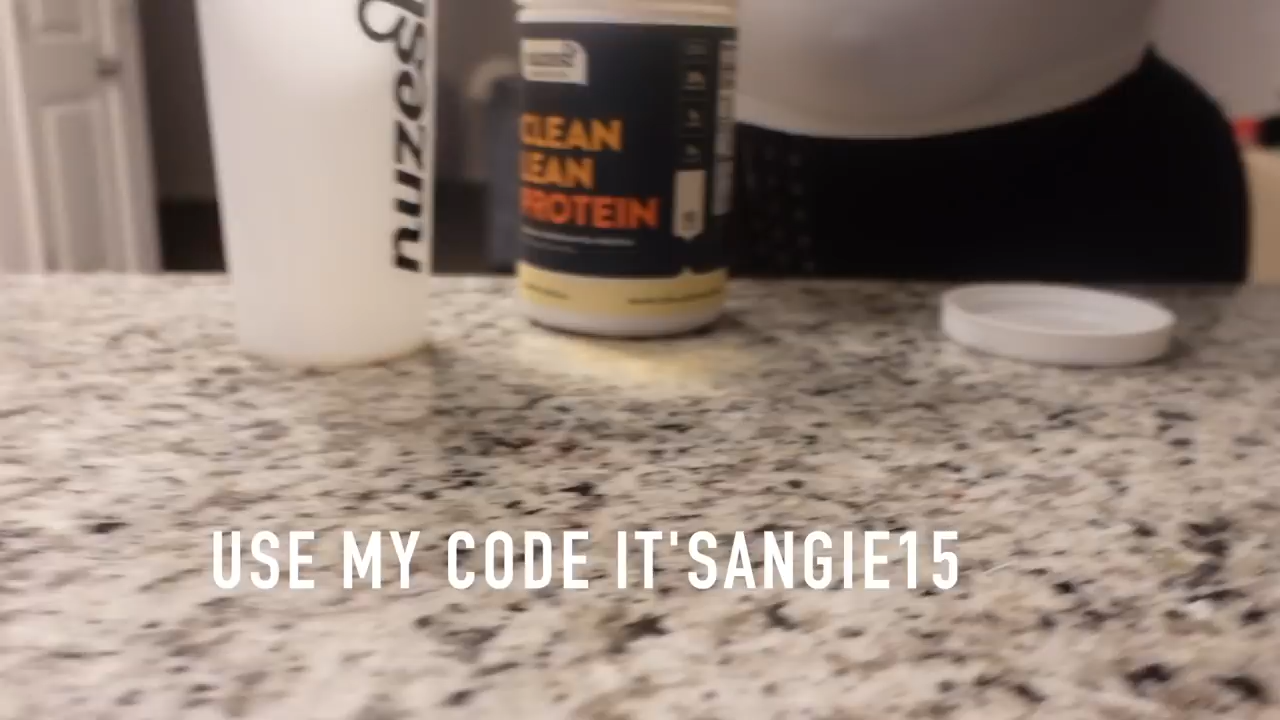 nuzest
CLEAN
LEAN
PROTEIN
USE MY CODE IT'SANGIE15